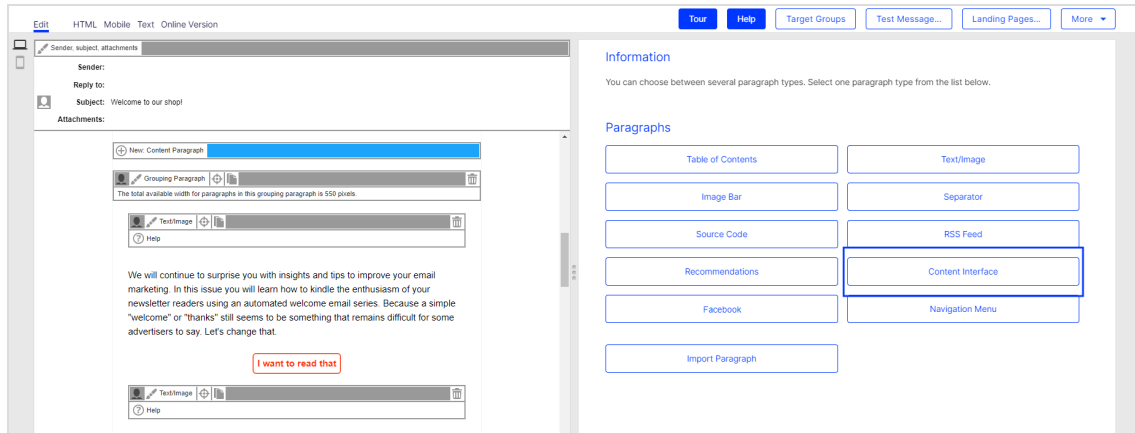 Edit HTML Mobile Text Online Version
Tour Help Target Groups Test Message... Landing Pages... More
Sender, subject, attachments
Sender:
Reply to:
Subject: Welcome to our shop!
Attachments:
New: Content Paragraph
Grouping Paragraph
The total available width for paragraphs in this grouping paragraph is 550 pixels.
Text/Image
? Help
We will continue to surprise you with insights and tips to improve your email
marketing. In this issue you will learn how to kindle the enthusiasm of your
newsletter readers using an automated welcome email series. Because a simple
"welcome" or "thanks" still seems to be something that remains difficult for some
advertisers to say. Let's change that.
I want to read that
Text/Image
? Help
Information
You can choose between several paragraph types. Select one paragraph type from the list below.
Paragraphs
Table of Contents Text/Image
Image Bar Separator
Source Code RSS Feed
Recommendations Content Interface
Facebook Navigation Menu
Import Paragraph